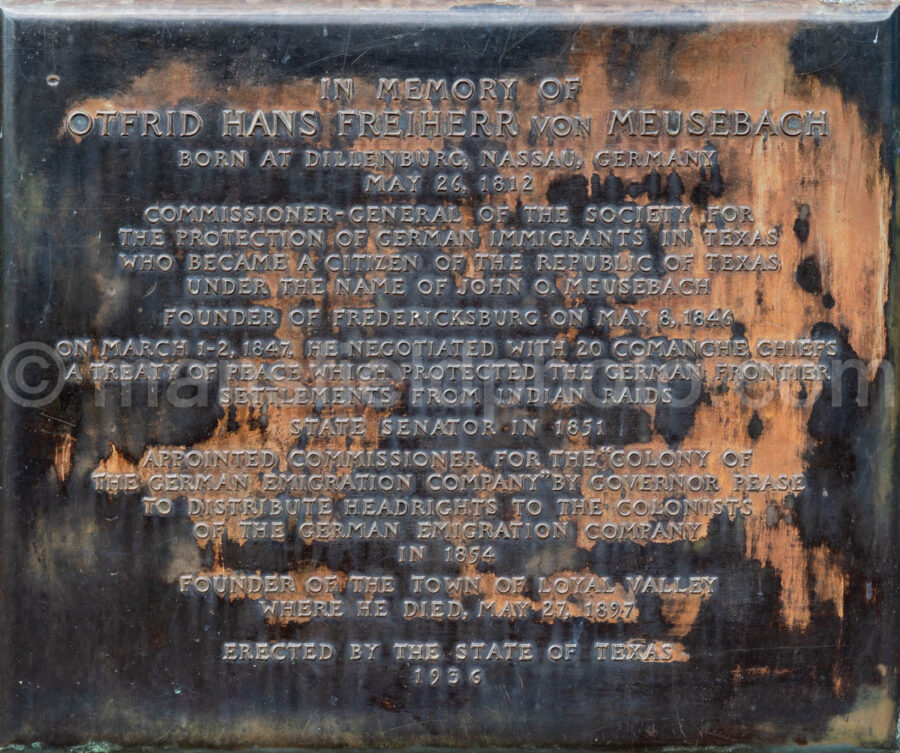 IN MEMORY OF
OTFRID HANS FREIHERR VON MEUSEBACH
BORN AT DILLENBURG, NASSAU, GERMANY
MAY 26, 1812
COMMISSIONER-GENERAL OF THE SOCIETY FOR
THE PROTECTION OF GERMAN IMMIGRANTS IN TEXAS
WHO BECAME A CITIZEN OF THE REPUBLIC OF TEXAS
UNDER THE NAME OF JOHN O. MEUSEBACH
FOUNDER OF FREDERICKSBURG ON MAY 8, 1846
ON MARCH 1-2, 1847, HE NEGOTIATED WITH 20 COMANCHE CHIEFS
A TREATY OF PEACE WHICH PROTECTED THE GERMAN FRONTIER
SETTLEMENTS FROM INDIAN RAIDS
STATE SENATOR IN 1851
APPOINTED COMMISSIONER FOR THE "COLONY OF
THE GERMAN EMIGRATION COMPANY" BY GOVERNOR PEASE
TO DISTRIBUTE HEADRIGHTS TO THE COLONISTS
OF THE GERMAN EMIGRATION COMPANY
IN 1854
FOUNDER OF THE TOWN OF LOYAL VALLEY
WHERE HE DIED, MAY 27, 1897
ERECTED BY THE STATE OF TEXAS
1936